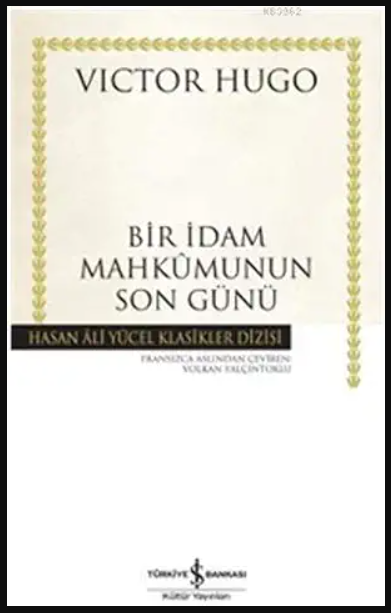 VICTOR HUGO
BİR İDAM
MAHKÛMUNUN
SON GÜNÜ
HASAN ÂLİ YÜCEL KLASİKLER DİZİSİ
FRANSIZCA ASLINDAN ÇEVİREN:
VOLKAN YALÇINTOKLU
TÜRKİYE İŞ BANKASI
Kültür Yayınları